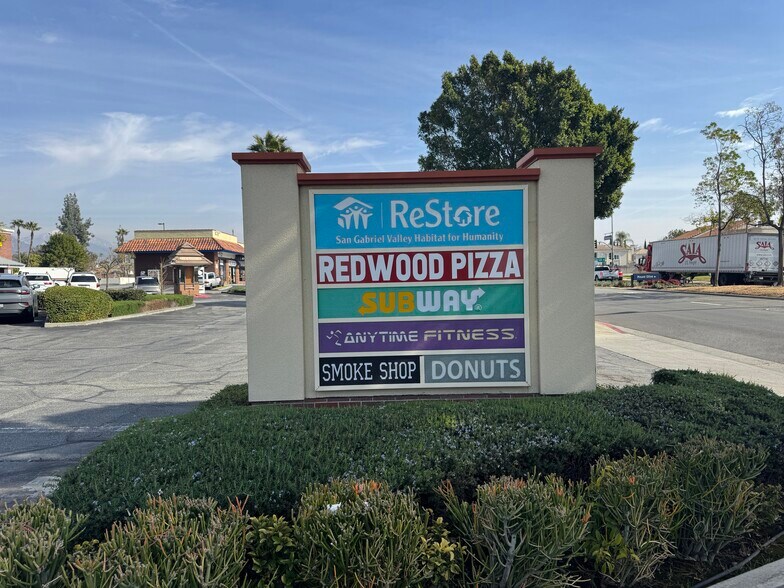 ReStore
San Gabriel Valley Habitat for Humanity
REDWOOD PIZZA
SUBWAY®
ANYTIME FITNESS
SMOKE SHOP
DONUTS
SAIA
SAIA